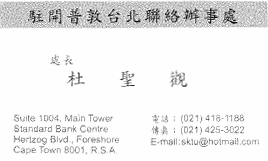 駐開普敦台北聯絡辦事處
處長
杜聖觀
Suite 1004, Main Tower
Standard Bank Centre
Hertzog Blvd., Foreshore
Cape Town 8001, R.S.A
電話：(021) 418-1188
傳真：(021) 425-3022
E-mail:sktu@hotmail.com